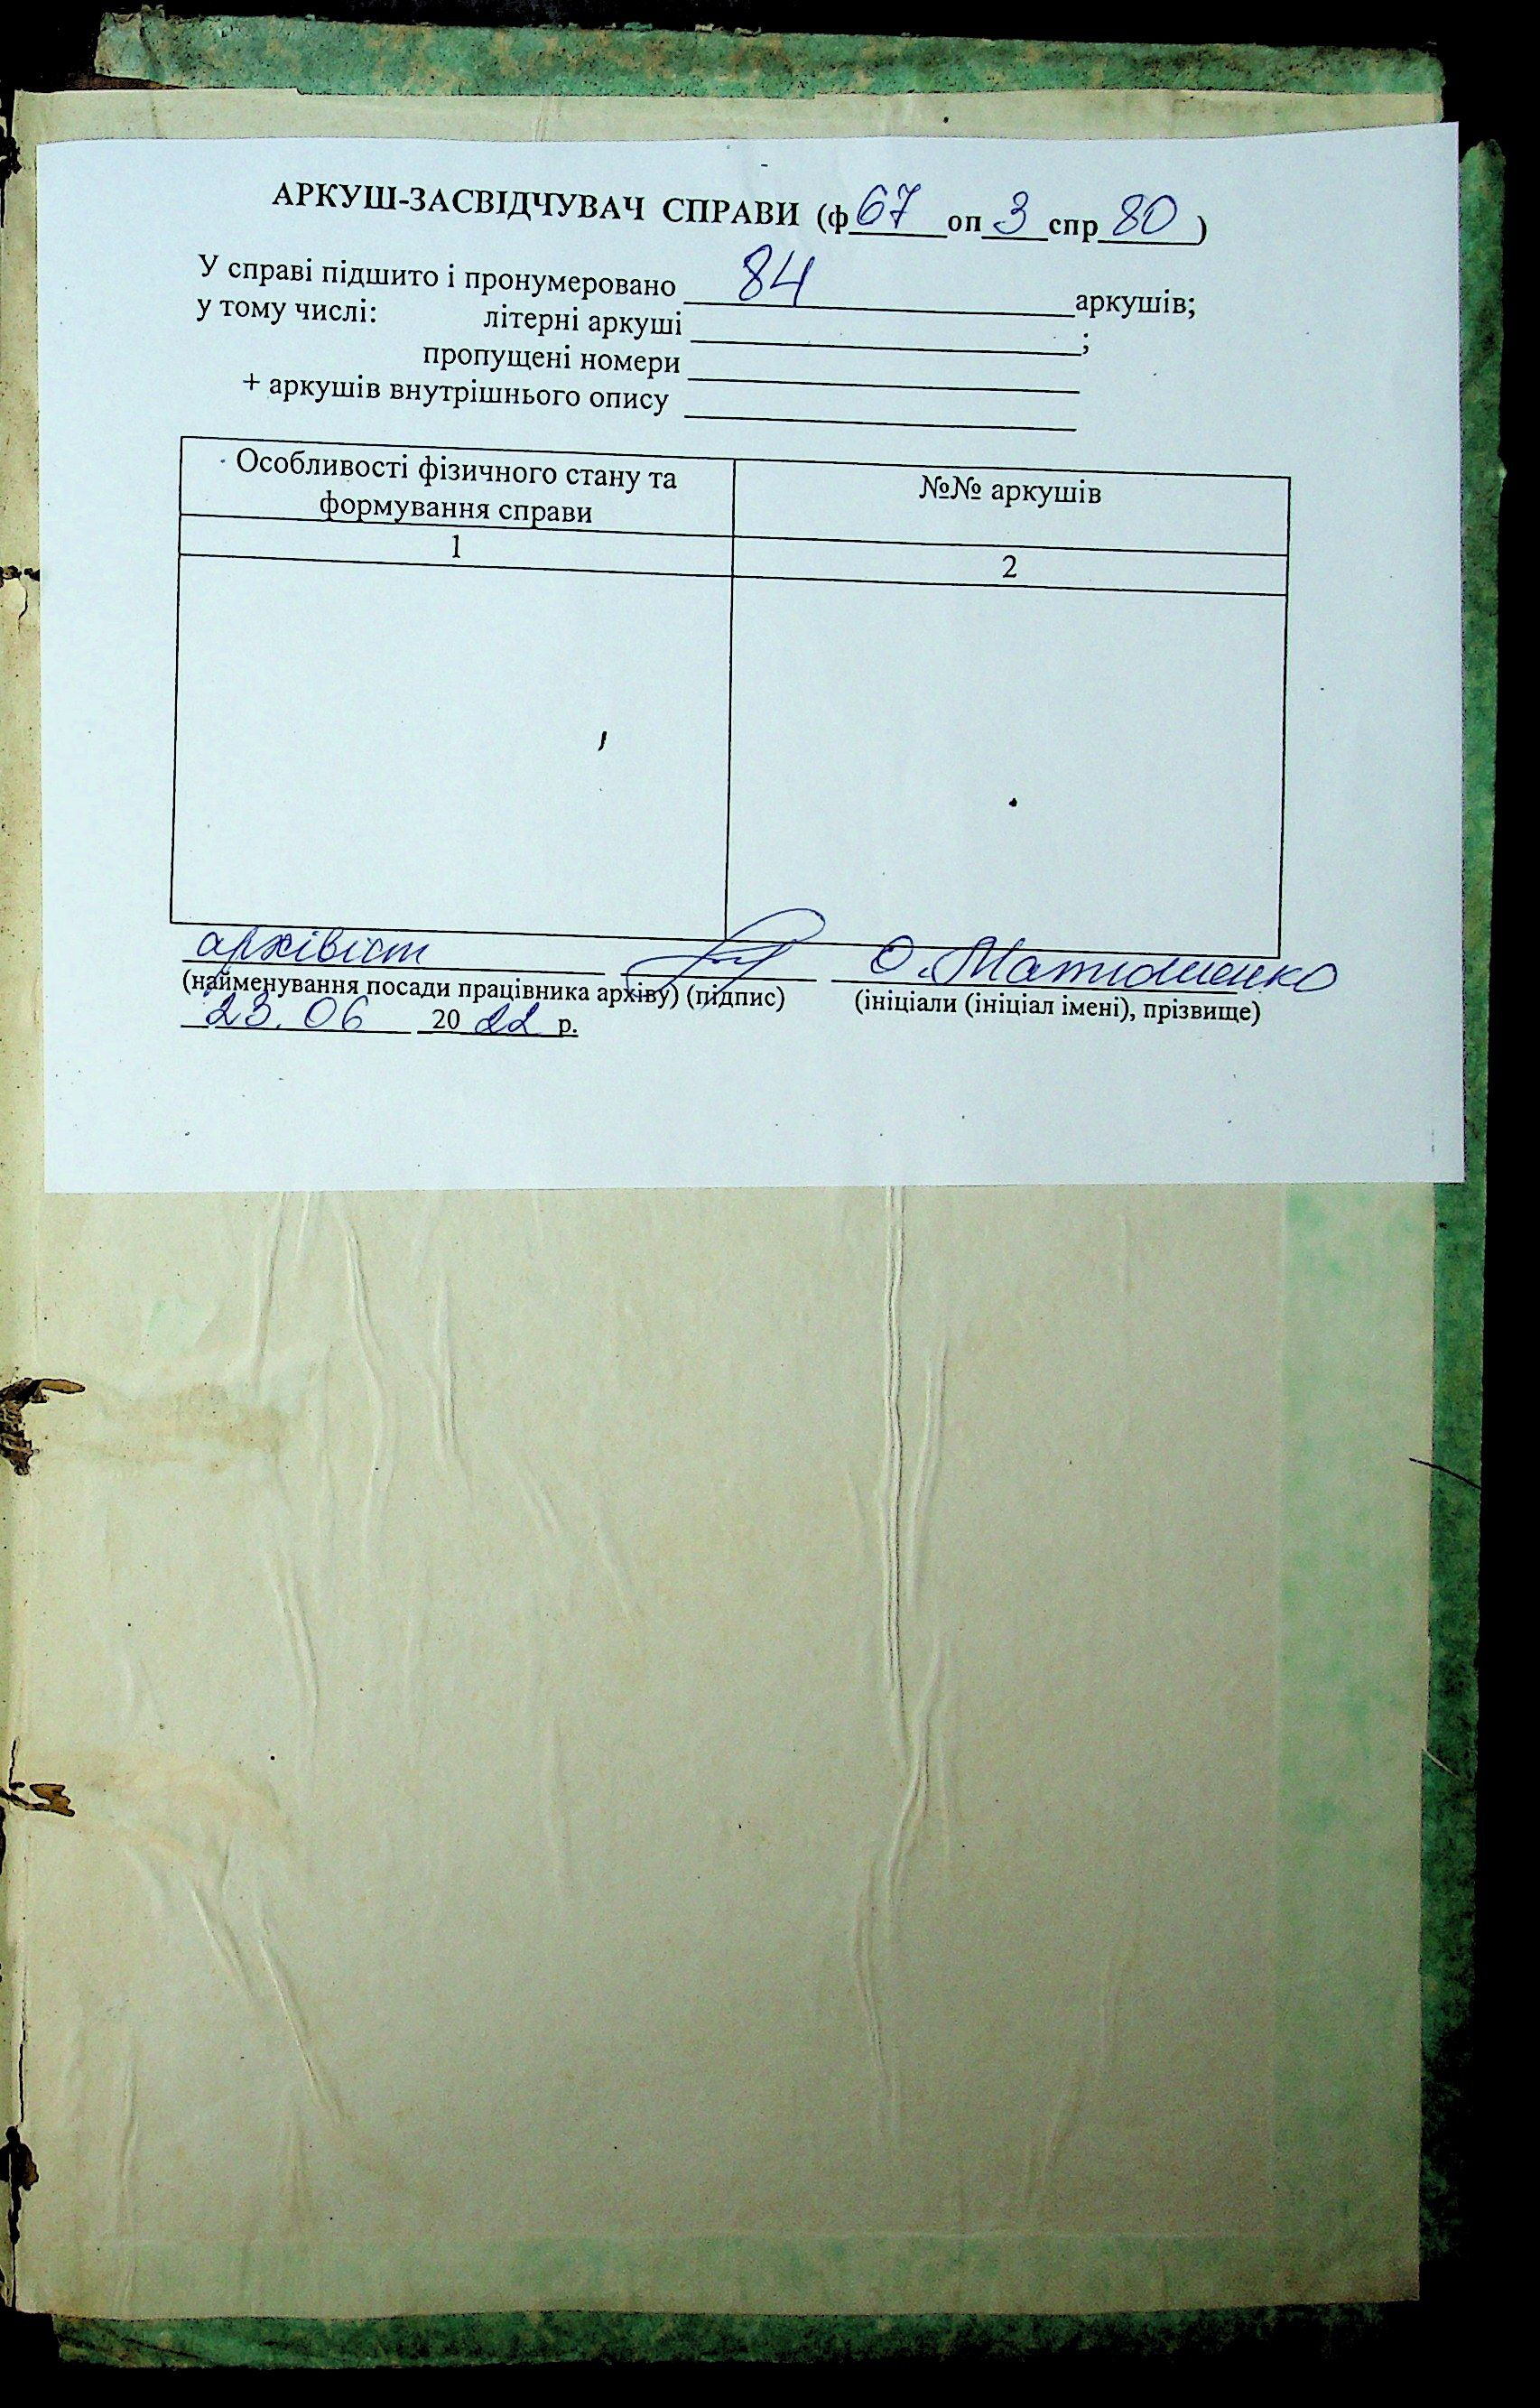 АРКУШ-ЗАСВІДЧУВАЧ СПРАВИ (ф 67 оп 3 спр 80 )
У справі підшито і пронумеровано 84 аркушів;
у тому числі: літерні аркуші ;
пропущені номери
+ аркушів внутрішнього опису
Особливості фізичного стану та
формування справи
№№ аркушів
1
2
архівіст О. Матюшенко
(найменування посади працівника архіву) (підпис) (ініціали (ініціал імені), прізвище)
23. 06 20 22 р.